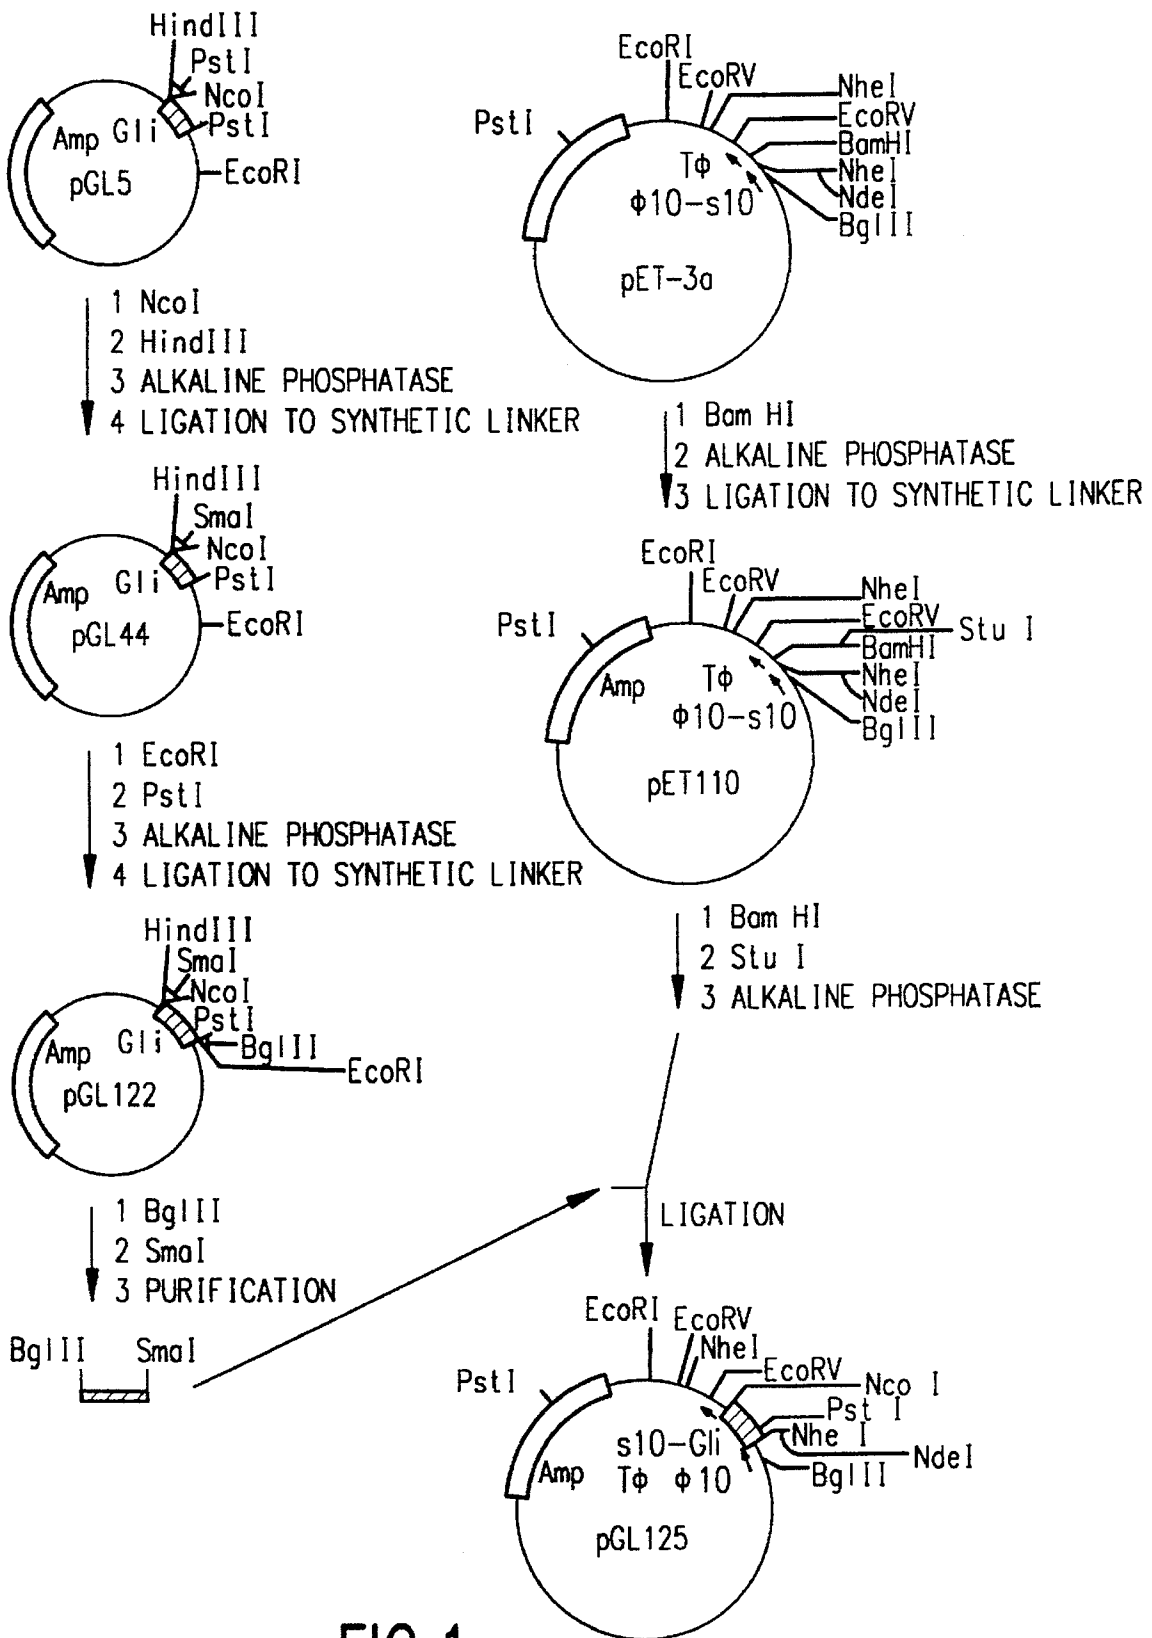 HindIII
PstI
NcoI
PstI
Amp Gli
pGL5
EcoRI
1 NcoI
2 HindIII
3 ALKALINE PHOSPHATASE
4 LIGATION TO SYNTHETIC LINKER
HindIII
SmaI
NcoI
PstI
Amp Gli
pGL44
EcoRI
1 EcoRI
2 PstI
3 ALKALINE PHOSPHATASE
4 LIGATION TO SYNTHETIC LINKER
HindIII
SmaI
NcoI
PstI
BglII
EcoRI
Amp Gli
pGL122
1 BglII
2 SmaI
3 PURIFICATION
BglII SmaI
EcoRI
EcoRV
NheI
PstI
EcoRV
BamHI
NheI
NdeI
BglII
Tφ
φ10-s10
pET-3a
1 Bam HI
2 ALKALINE PHOSPHATASE
3 LIGATION TO SYNTHETIC LINKER
EcoRI
EcoRV
NheI
PstI
EcoRV
Stu I
BamHI
NheI
NdeI
BglII
Amp
Tφ
φ10-s10
pET110
1 Bam HI
2 Stu I
3 ALKALINE PHOSPHATASE
LIGATION
EcoRI
EcoRV
NheI
PstI
EcoRV
Nco I
Pst I
Nhe I
NdeI
BglII
s10-Gli
Amp
Tφ φ10
pGL125
FIG. 1